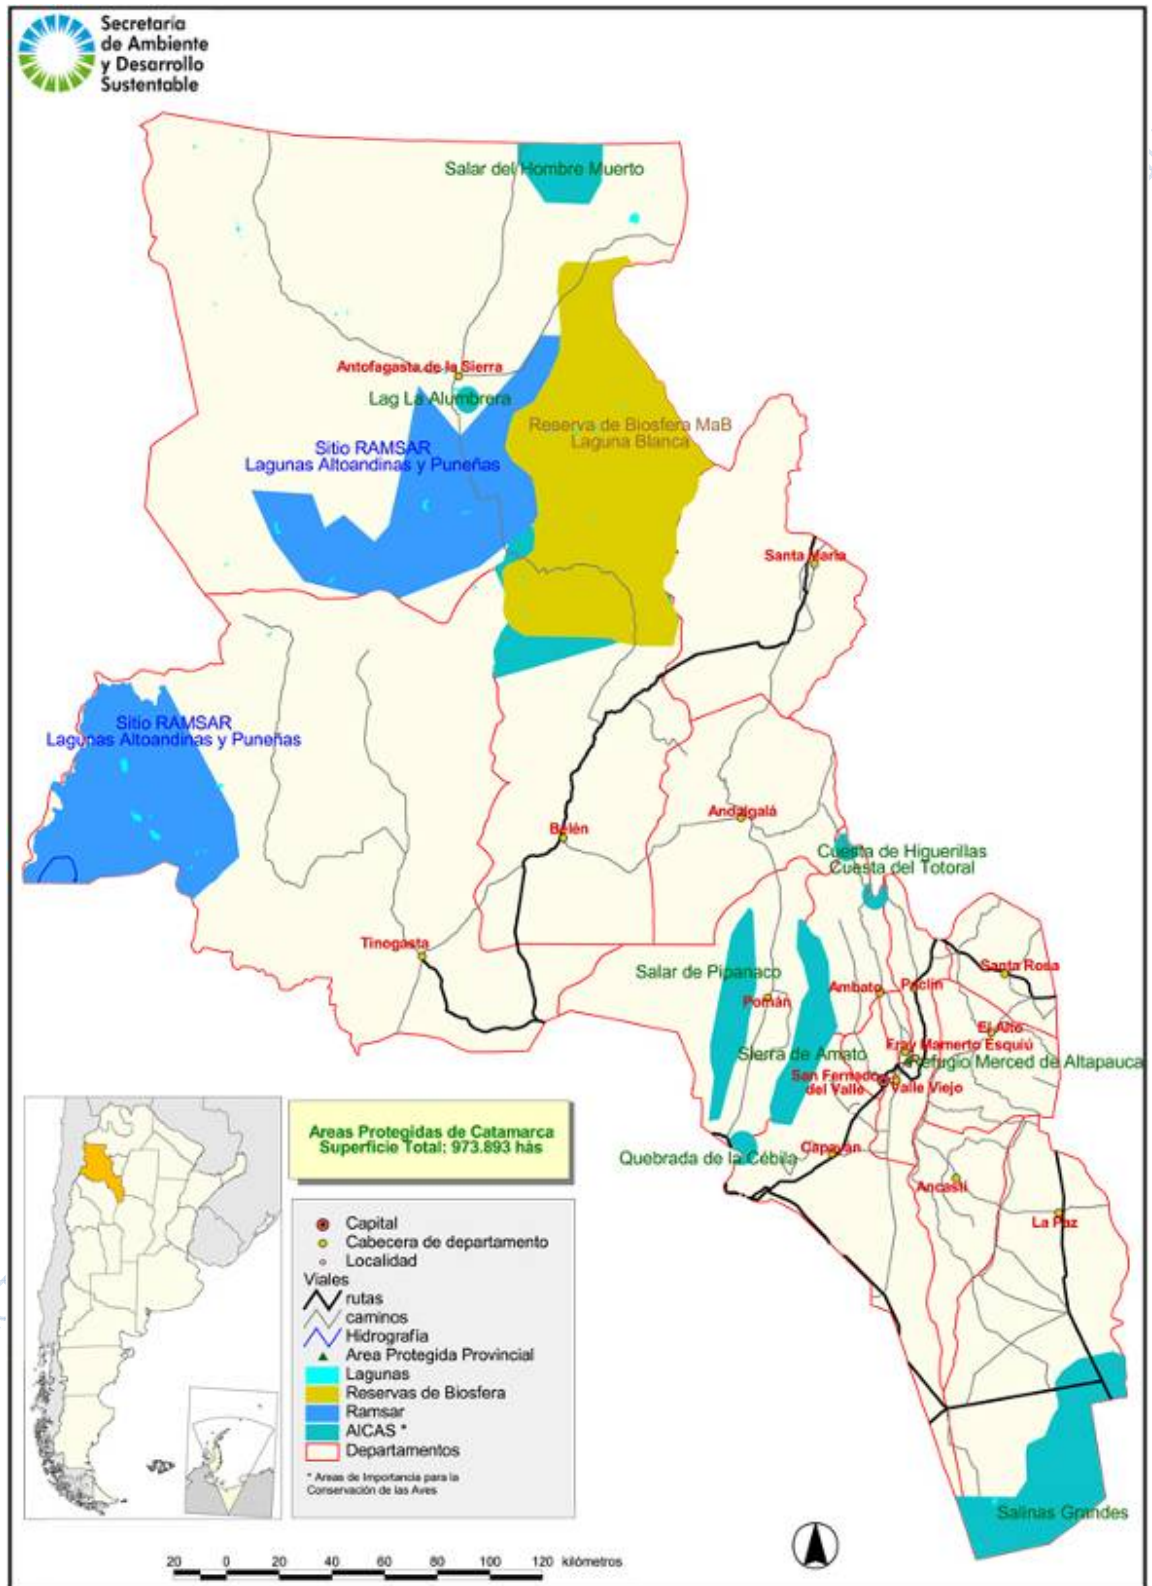 Secretaría
de Ambiente
y Desarrollo
Sustentable
Salar del Hombre Muerto
Antofagasta de la Sierra
Lag La Alumbrera
Reserva de Biosfera MaB
Laguna Blanca
Sitio RAMSAR
Lagunas Altoandinas y Puneñas
Santa María
Sitio RAMSAR
Lagunas Altoandinas y Puneñas
Andalgalá
Belén
Cuesta de Higuerillas
Cuesta del Totoral
Tinogasta
Santa Rosa
Salar de Pipanaco
Pomán
Ambato
Paclín
El Alto
Fray Mamerto Esquiú
Sierra de Amato
Refugio Merced de Altapauca
San Fernado
del Valle
Valle Viejo
Quebrada de la Cébila
Capayán
Ancasti
La Paz
Salinas Grandes
Areas Protegidas de Catamarca
Superficie Total: 973.893 hás
Capital
Cabecera de departamento
Localidad
Viales
rutas
caminos
Hidrografía
Area Protegida Provincial
Lagunas
Reservas de Biosfera
Ramsar
AICAS *
Departamentos
* Areas de Importancia para la
Conservación de las Aves
20 0 20 40 60 80 100 120 kilómetros